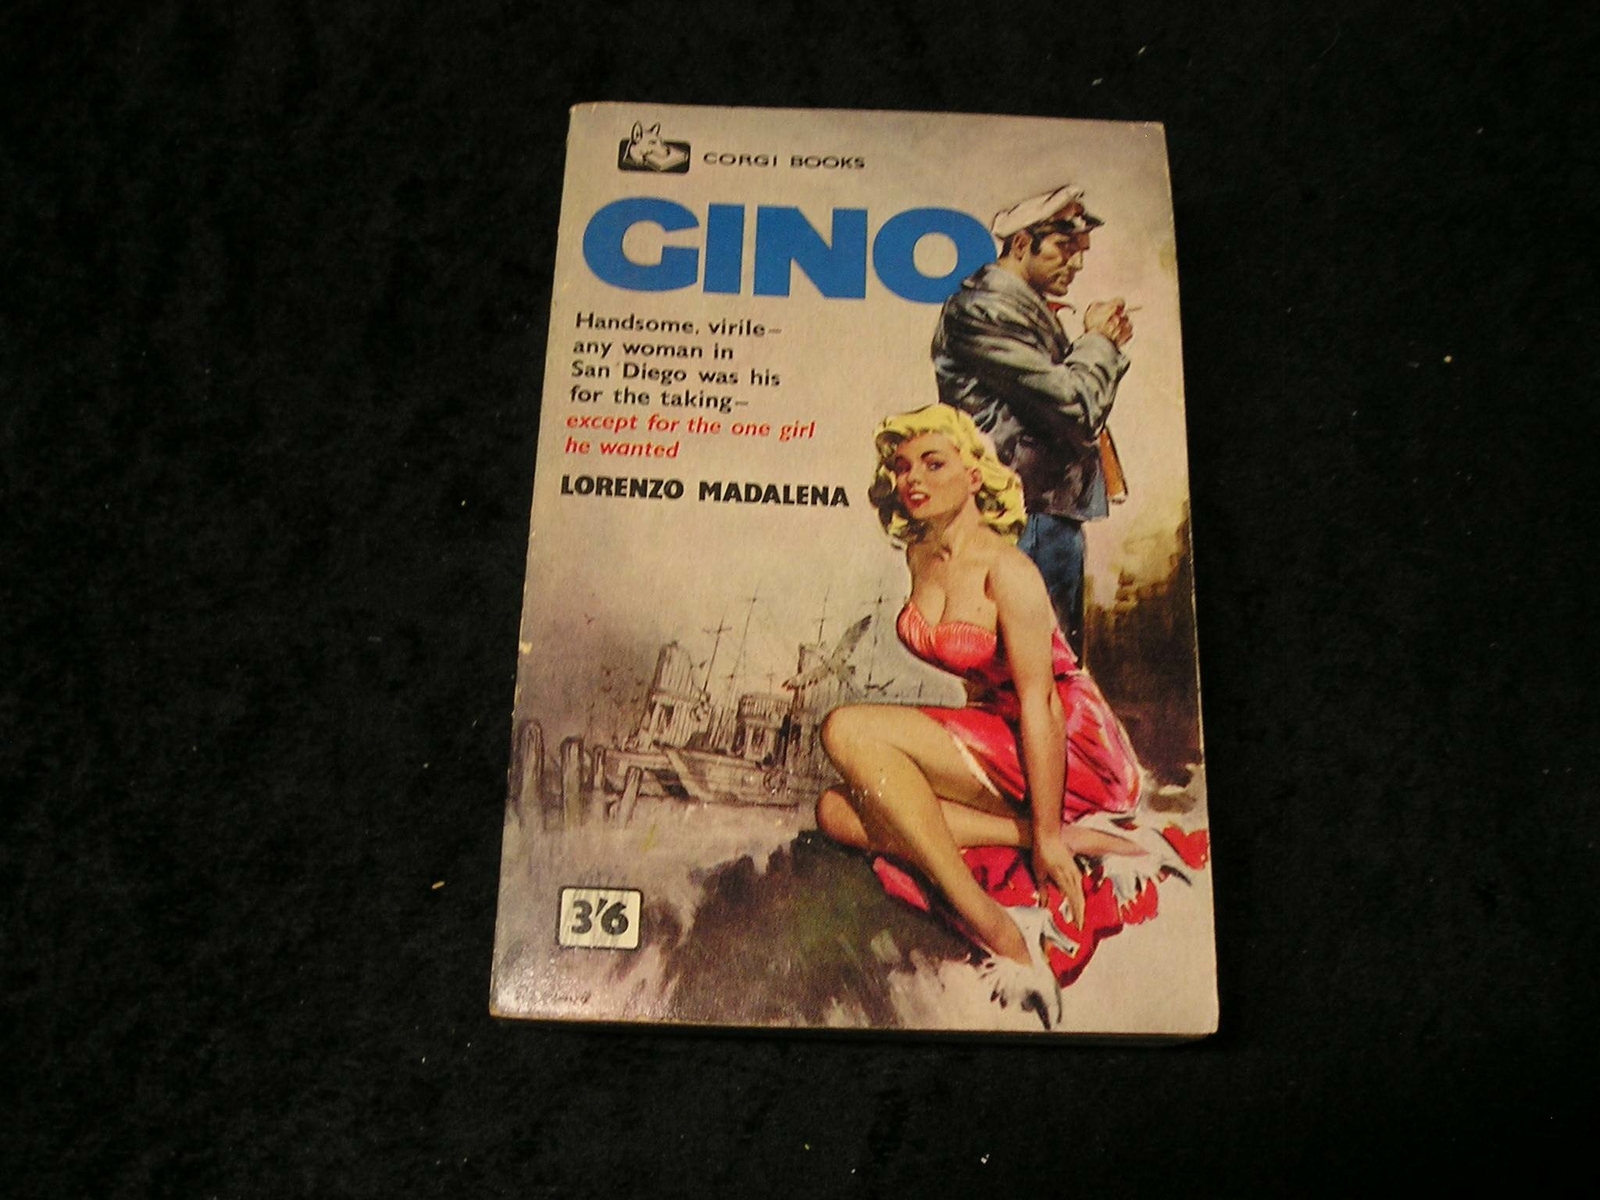 CORGI BOOKS
GINO
Handsome, virile–
any woman in
San Diego was his
for the taking–
except for the one girl
he wanted
LORENZO MADALENA
3'6